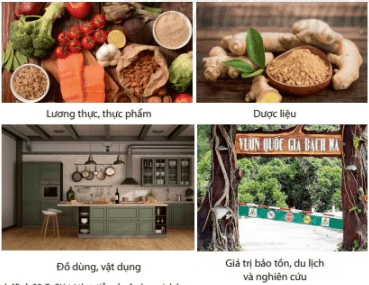 Lương thực, thực phẩm
Dược liệu
VƯỜN QUỐC GIA BẠCH MÃ
Đồ dùng, vật dụng
Giá trị bảo tồn, du lịch
và nghiên cứu